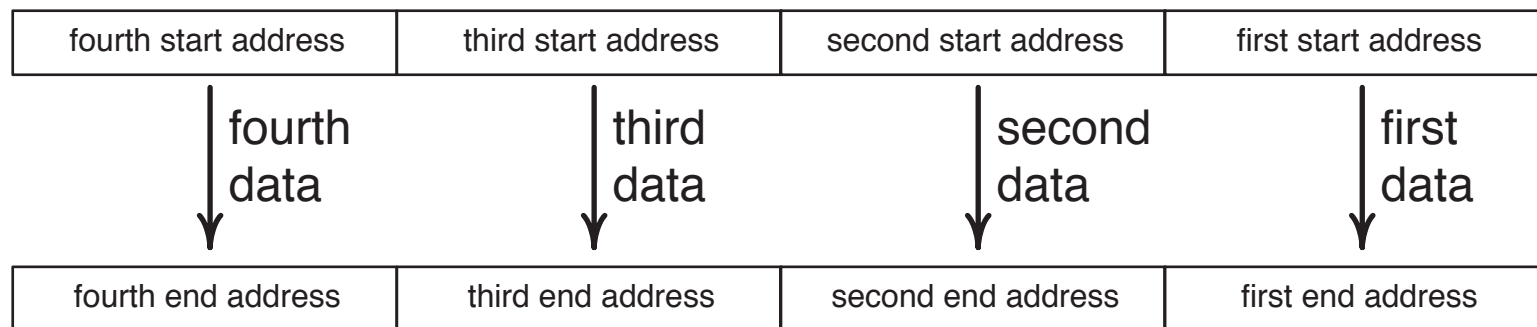 fourth start address third start address second start address first start address
fourth third second first
data data data data
fourth end address third end address second end address first end address